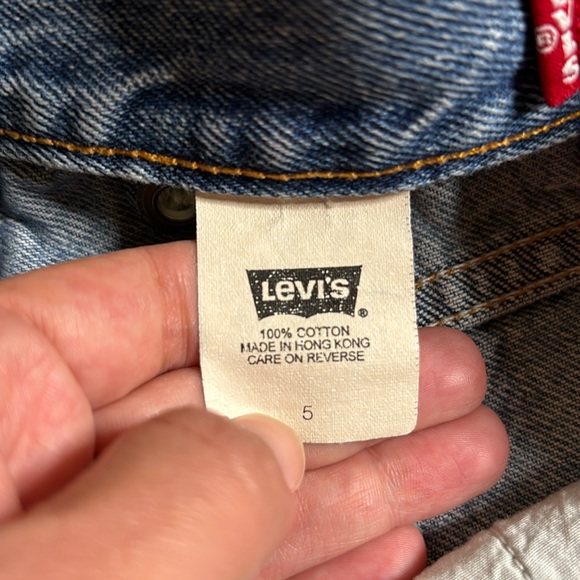 LEVI'S ®
100% COTTON
MADE IN HONG KONG
CARE ON REVERSE
5